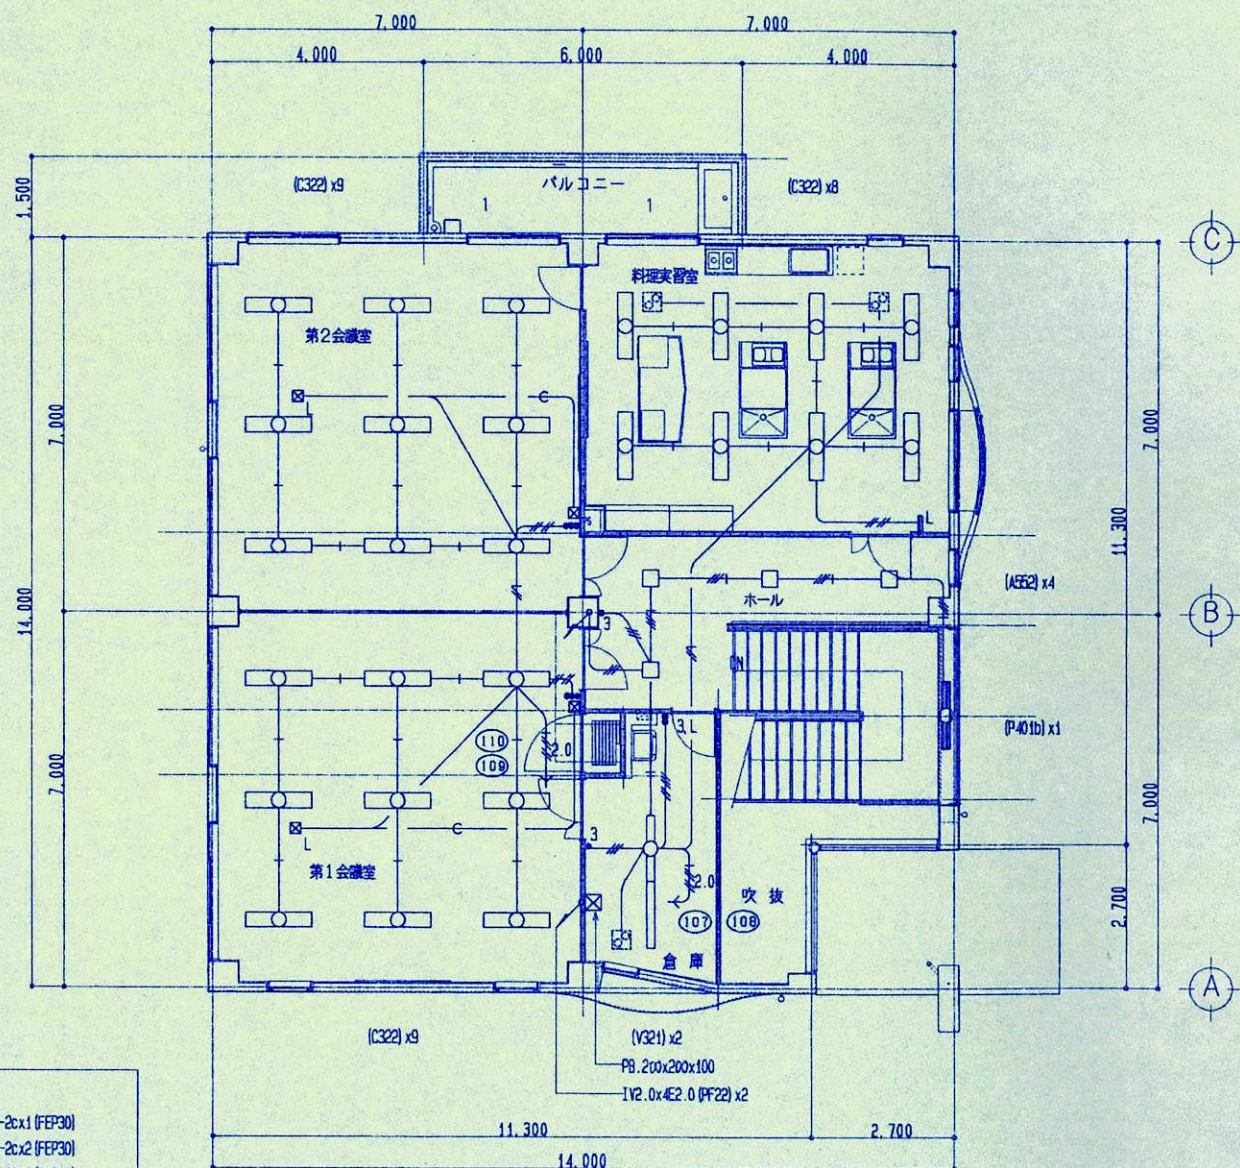 7,000
7,000
4,000
6,000
4,000
1,500
(C322)x9
バルコニー
(C322)x8
1
1
C
料理実習室
第2会議室
L
C
7,000
7,000
11,300
L
14,000
(A552)x4
ホール
B
3
DN
3.L
(P401b)x1
110
109
2.0
7,000
7,000
3
C
L
第1会議室
2.0
吹 抜
107
108
2,700
倉 庫
A
(C322)x9
(V321)x2
PB.200x200x100
IV2.0x4E2.0(PF22)x2
-2cx1(FEP30)
-2cx2(FEP30)
11,300
2,700
14,000